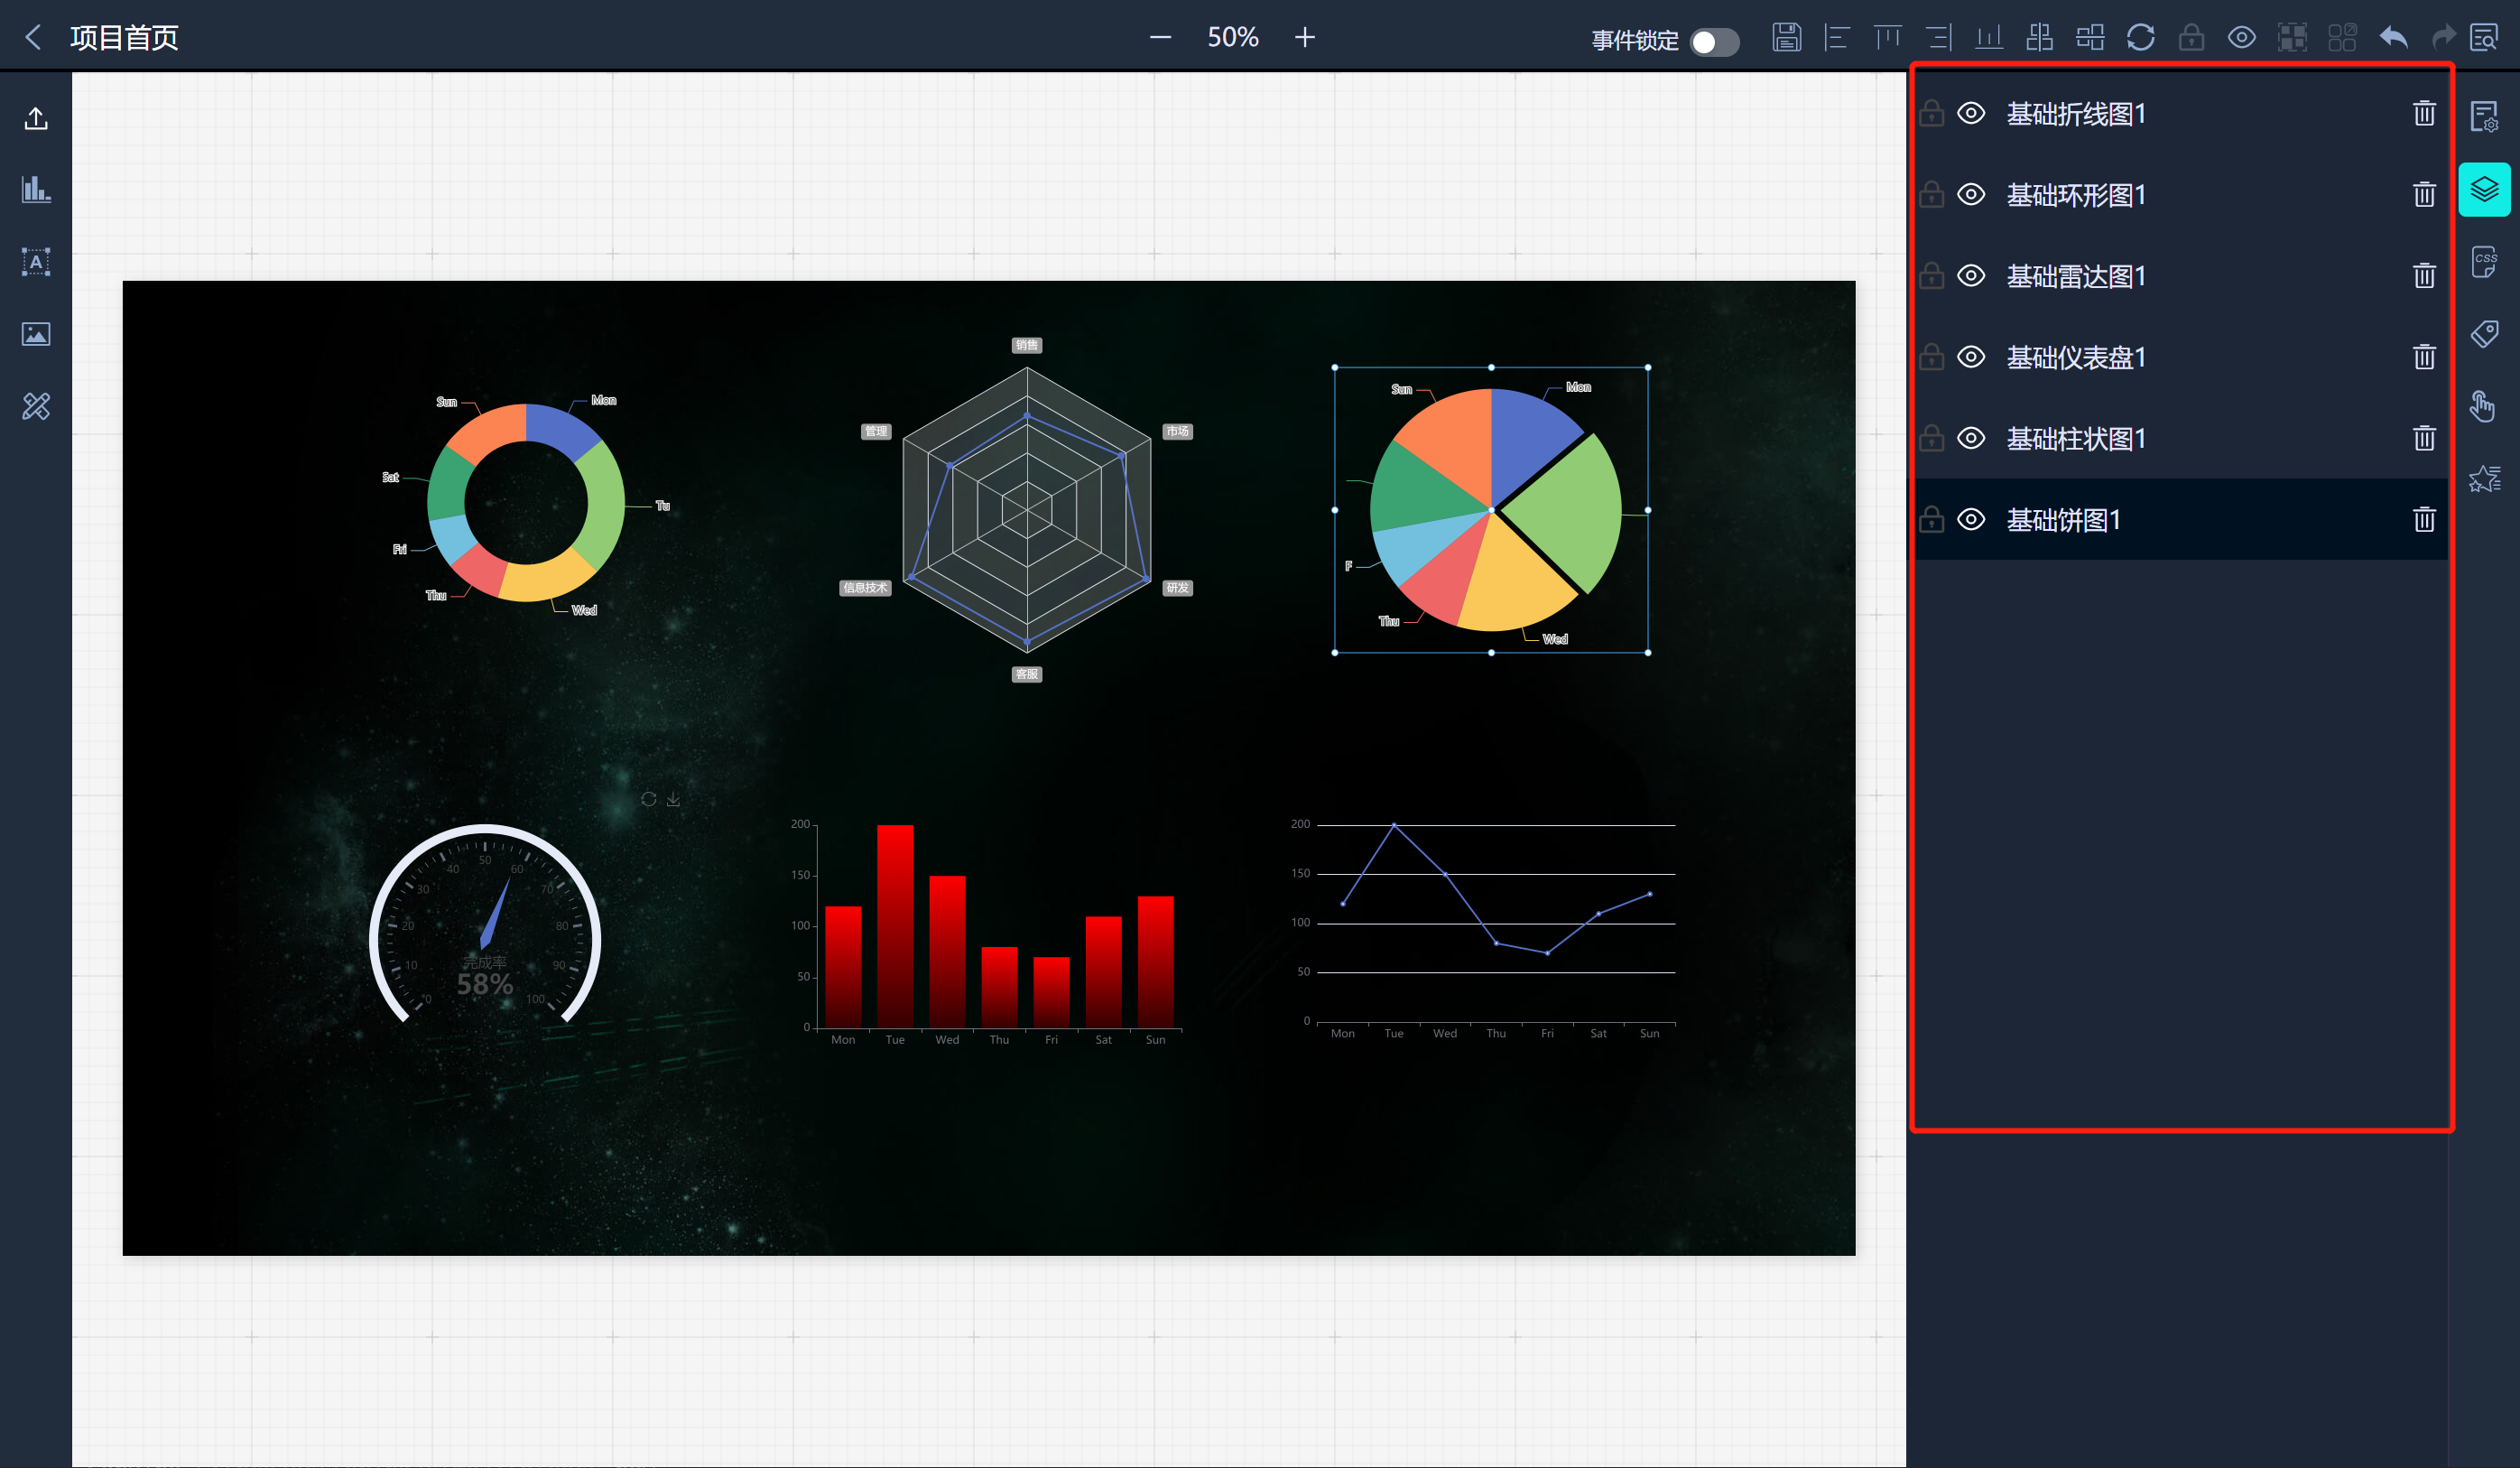 项目首页
50%
事件锁定
基础折线图1
基础环形图1
基础雷达图1
基础仪表盘1
基础柱状图1
基础饼图1
CSS
A
Sun
Mon
Sat
Tu
Fri
Thu
Wed
销售
管理
市场
信息技术
研发
客服
Sun
Mon
F
Thu
Wed
50
40
60
30
70
20
80
10
90
0
100
完成率
58%
200
150
100
50
0
Mon Tue Wed Thu Fri Sat Sun
200
150
100
50
0
Mon Tue Wed Thu Fri Sat Sun